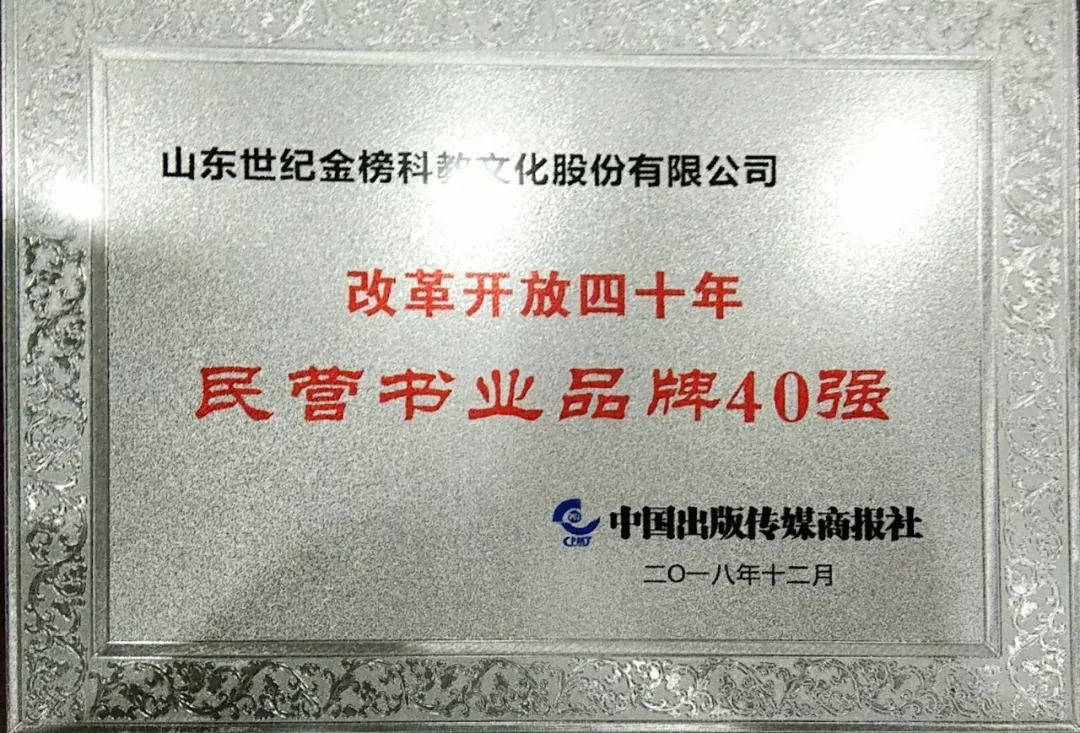 山东世纪金榜科教文化股份有限公司
改革开放四十年
民营书业品牌40强
CPMJ 中国出版传媒商报社
二〇一八年十二月